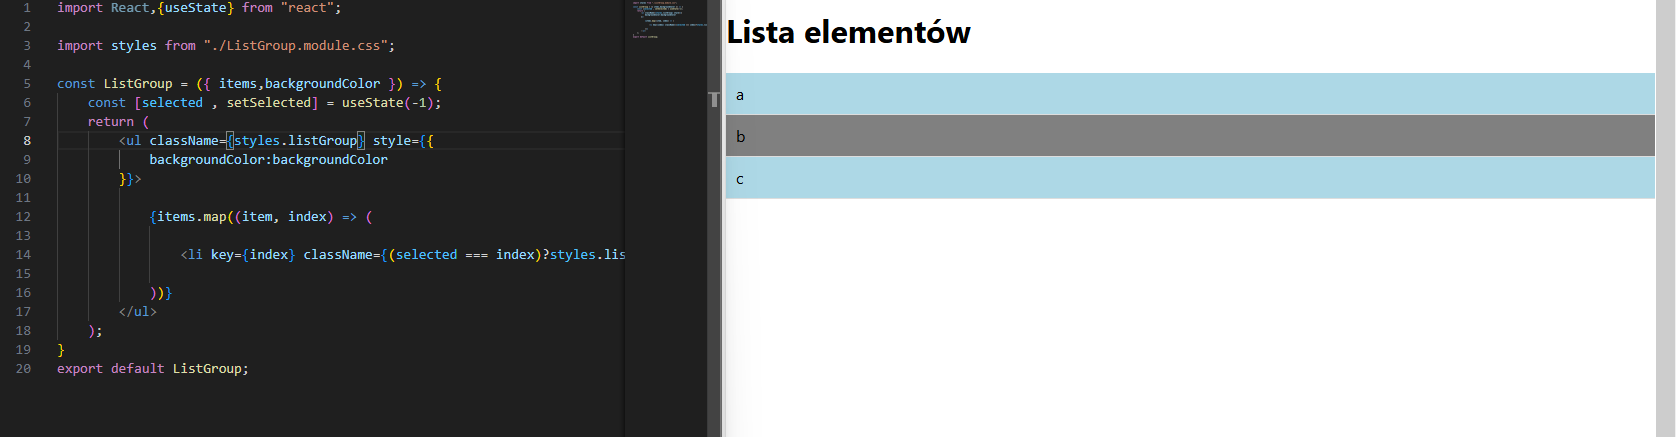 1 import React,{useState} from "react";
2
3 import styles from "./ListGroup.module.css";
4
5 const ListGroup = ({ items,backgroundColor }) => {
6 const [selected , setSelected] = useState(-1);
7 return (
8 <ul className={styles.listGroup} style={{
9 backgroundColor:backgroundColor
10 }}>
11
12 {items.map((item, index) => (
13
14 <li key={index} className={(selected === index)?styles.lis
15
16 ))}
17 </ul>
18 );
19 }
20 export default ListGroup;
Lista elementów
a
b
c